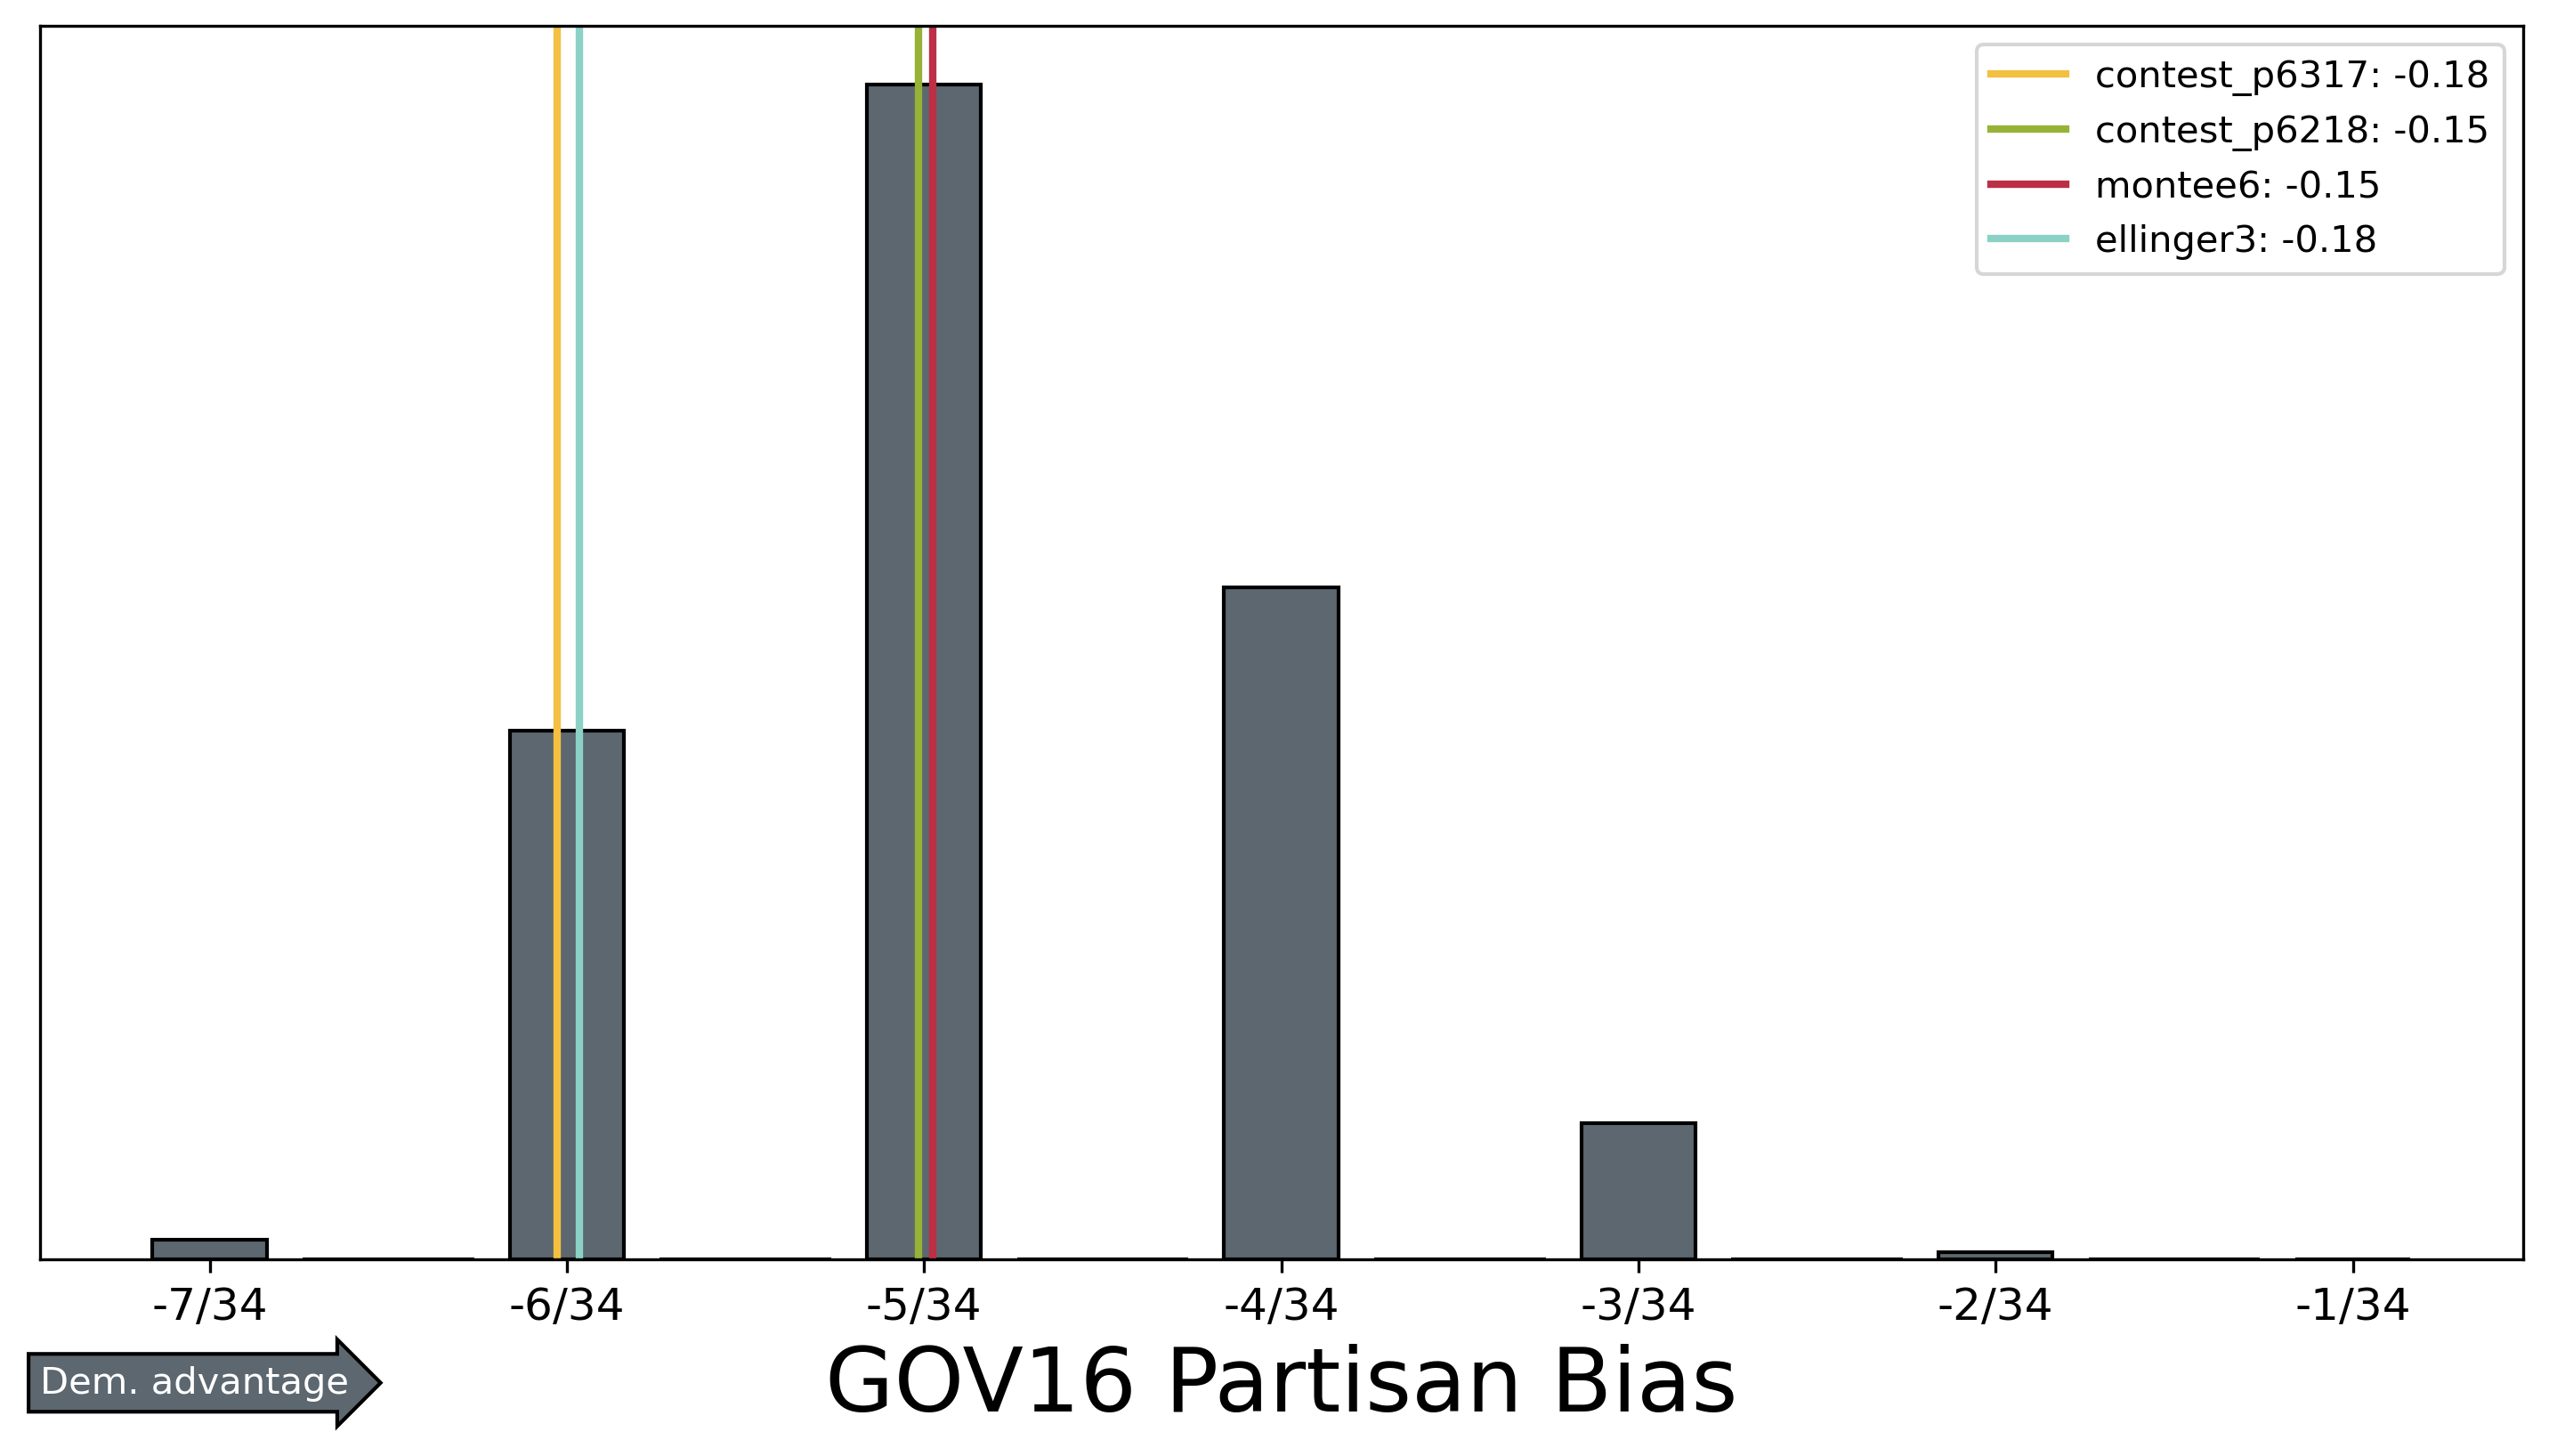 contest_p6317: -0.18
contest_p6218: -0.15
montee6: -0.15
ellinger3: -0.18
-7/34 -6/34 -5/34 -4/34 -3/34 -2/34 -1/34
Dem. advantage
GOV16 Partisan Bias